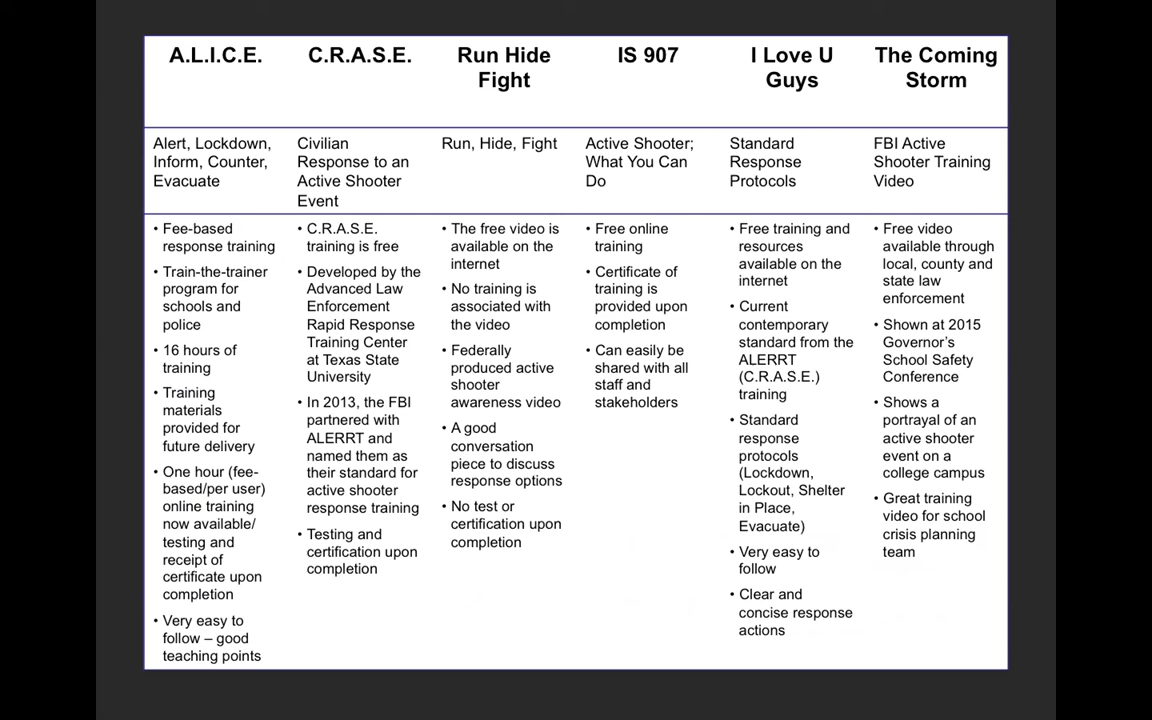 A.L.I.C.E.
C.R.A.S.E.
Run Hide
Fight
IS 907
I Love U
Guys
The Coming
Storm
Alert, Lockdown,
Inform, Counter,
Evacuate
Civilian
Response to an
Active Shooter
Event
Run, Hide, Fight
Active Shooter;
What You Can
Do
Standard
Response
Protocols
FBI Active
Shooter Training
Video
• Fee-based
response training
• Train-the-trainer
program for
schools and
police
• 16 hours of
training
• Training
materials
provided for
future delivery
• One hour (fee-
based/per user)
online training
now available/
testing and
receipt of
certificate upon
completion
• Very easy to
follow – good
teaching points
• C.R.A.S.E.
training is free
• Developed by the
Advanced Law
Enforcement
Rapid Response
Training Center
at Texas State
University
• In 2013, the FBI
partnered with
ALERRT and
named them as
their standard for
active shooter
response training
• Testing and
certification upon
completion
• The free video is
available on the
internet
• No training is
associated with
the video
• Federally
produced active
shooter
awareness video
• A good
conversation
piece to discuss
response options
• No test or
certification upon
completion
• Free online
training
• Certificate of
training is
provided upon
completion
• Can easily be
shared with all
staff and
stakeholders
• Free training and
resources
available on the
internet
• Current
contemporary
standard from the
ALERRT
(C.R.A.S.E.)
training
• Standard
response
protocols
(Lockdown,
Lockout, Shelter
in Place,
Evacuate)
• Very easy to
follow
• Clear and
concise response
actions
• Free video
available through
local, county and
state law
enforcement
• Shown at 2015
Governor’s
School Safety
Conference
• Shows a
portrayal of an
active shooter
event on a
college campus
• Great training
video for school
crisis planning
team